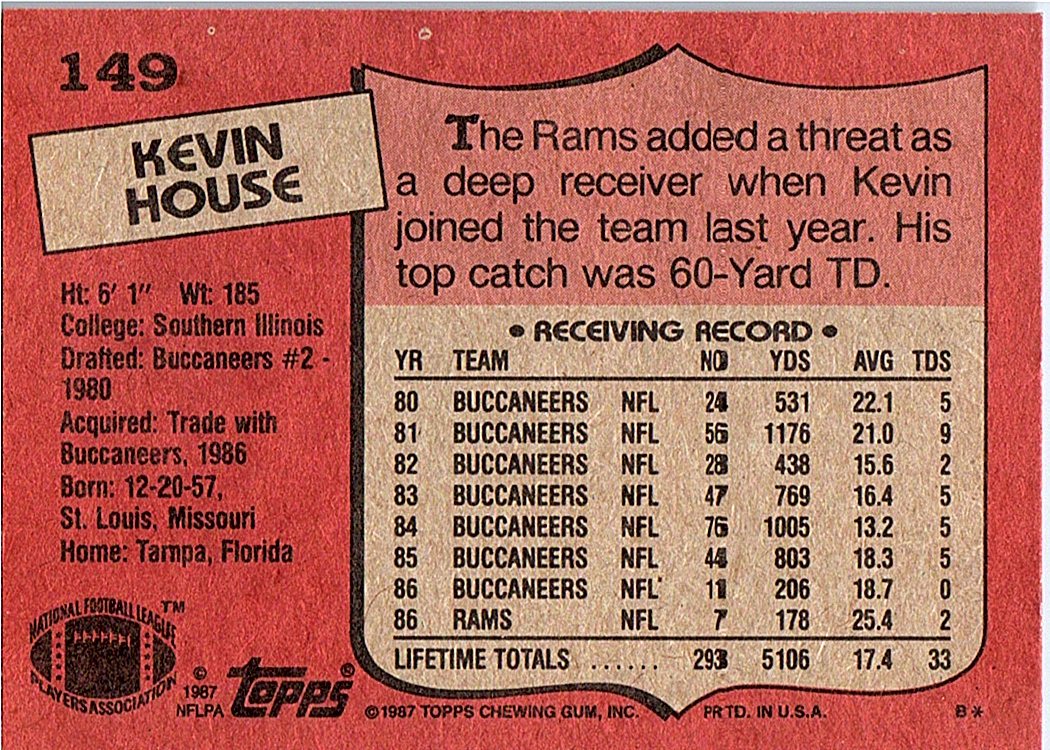 149
KEVIN
HOUSE
The Rams added a threat as
a deep receiver when Kevin
joined the team last year. His
top catch was 60-Yard TD.
Ht: 6' 1" Wt: 185
College: Southern Illinois
Drafted: Buccaneers #2 -
1980
Acquired: Trade with
Buccaneers, 1986
Born: 12-20-57,
St. Louis, Missouri
Home: Tampa, Florida
• RECEIVING RECORD •
YR TEAM NO YDS AVG TDS
80 BUCCANEERS NFL 24 531 22.1 5
81 BUCCANEERS NFL 56 1176 21.0 9
82 BUCCANEERS NFL 28 438 15.6 2
83 BUCCANEERS NFL 47 769 16.4 5
84 BUCCANEERS NFL 76 1005 13.2 5
85 BUCCANEERS NFL 44 803 18.3 5
86 BUCCANEERS NFL 11 206 18.7 0
86 RAMS NFL 7 178 25.4 2
LIFETIME TOTALS ...... 293 5106 17.4 33
NATIONAL FOOTBALL LEAGUE ™
PLAYERS ASSOCIATION
© 1987 NFLPA
topps®
©1987 TOPPS CHEWING GUM, INC. PRTD. IN U.S.A. B*